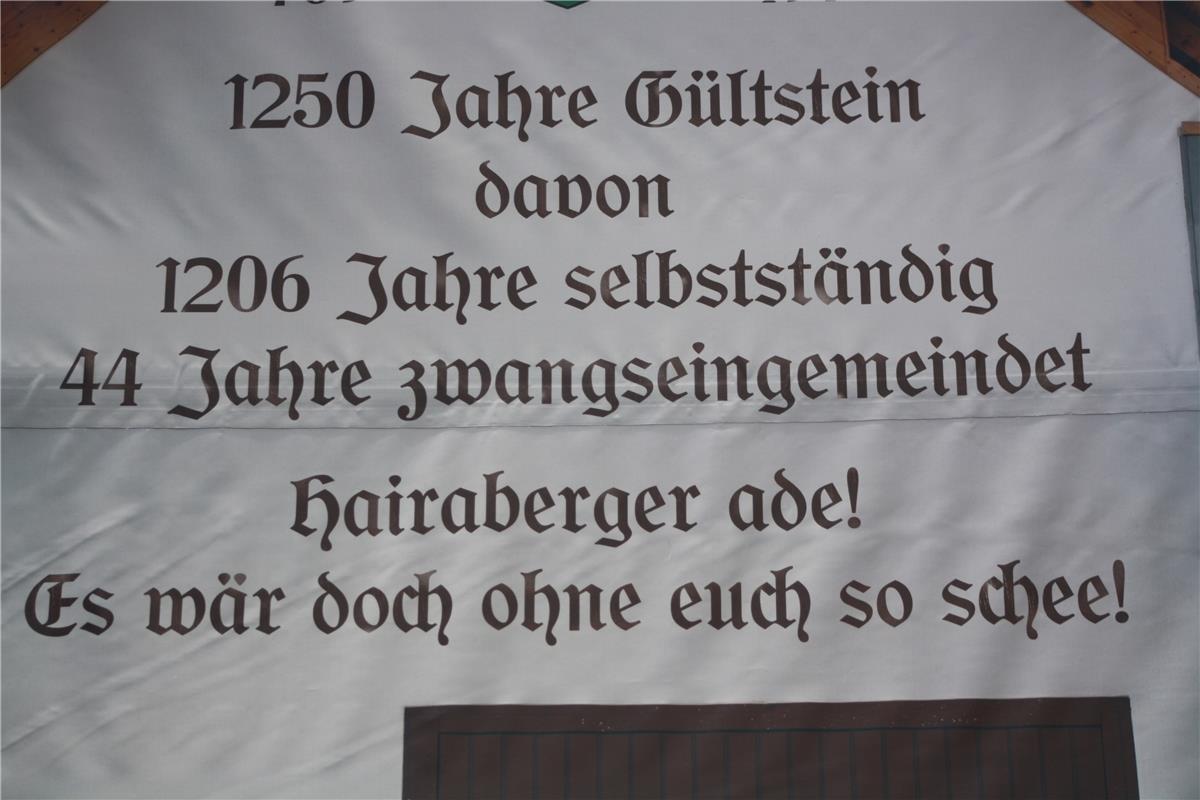 1250 Jahre Gültstein
davon
1206 Jahre selbstständig
44 Jahre zwangseingemeindet
Hairaberger ade!
Es wär doch ohne euch so schee!